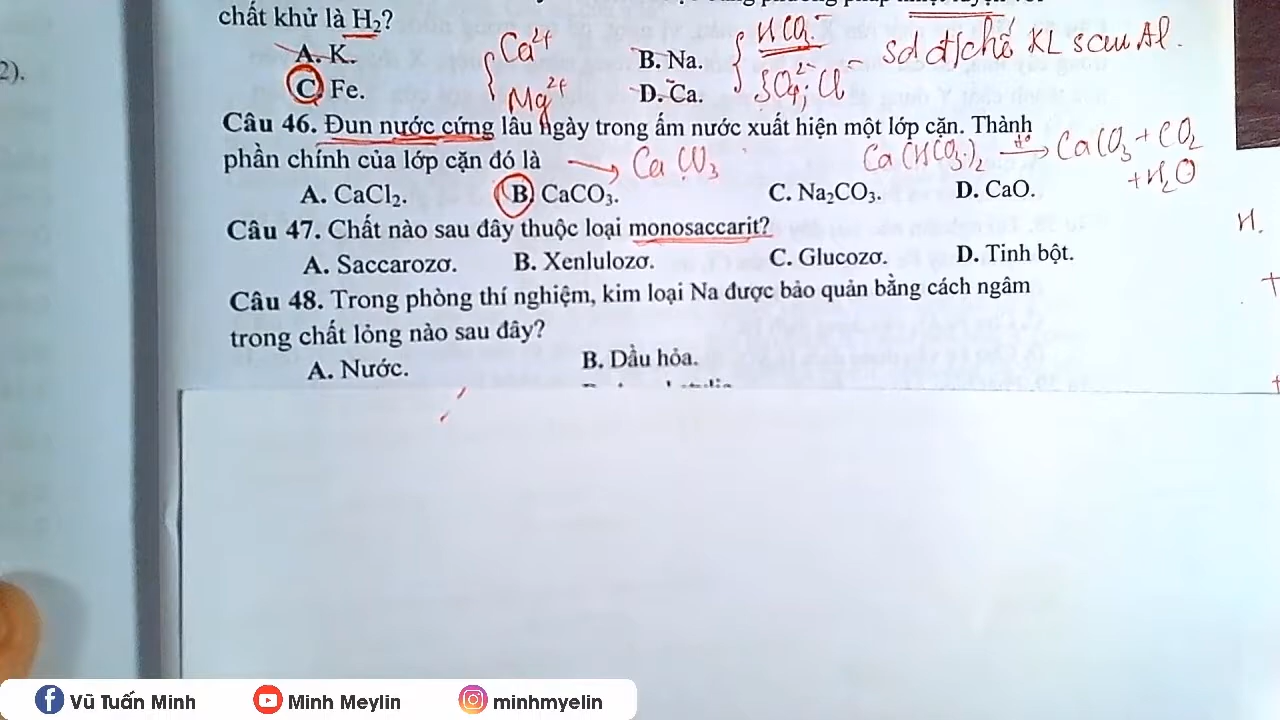 chất khử là H₂?
A. K.
B. Na.
C. Fe.
D. Ca.
Ca²⁺
Mg²⁺
HCO₃⁻
SO₄²⁻; Cl⁻
sd đ/chế KL sau Al.
Câu 46. Đun nước cứng lâu ngày trong ấm nước xuất hiện một lớp cặn. Thành
phần chính của lớp cặn đó là → CaCO₃
Ca(HCO₃)₂ →t° CaCO₃ + CO₂
+ H₂O
A. CaCl₂. B. CaCO₃. C. Na₂CO₃. D. CaO.
Câu 47. Chất nào sau đây thuộc loại monosaccarit?
A. Saccarozơ. B. Xenlulozơ. C. Glucozơ. D. Tinh bột.
Câu 48. Trong phòng thí nghiệm, kim loại Na được bảo quản bằng cách ngâm
trong chất lỏng nào sau đây?
A. Nước. B. Dầu hỏa.
2).
H.
+
+
Vũ Tuấn Minh Minh Meylin minhmyelin